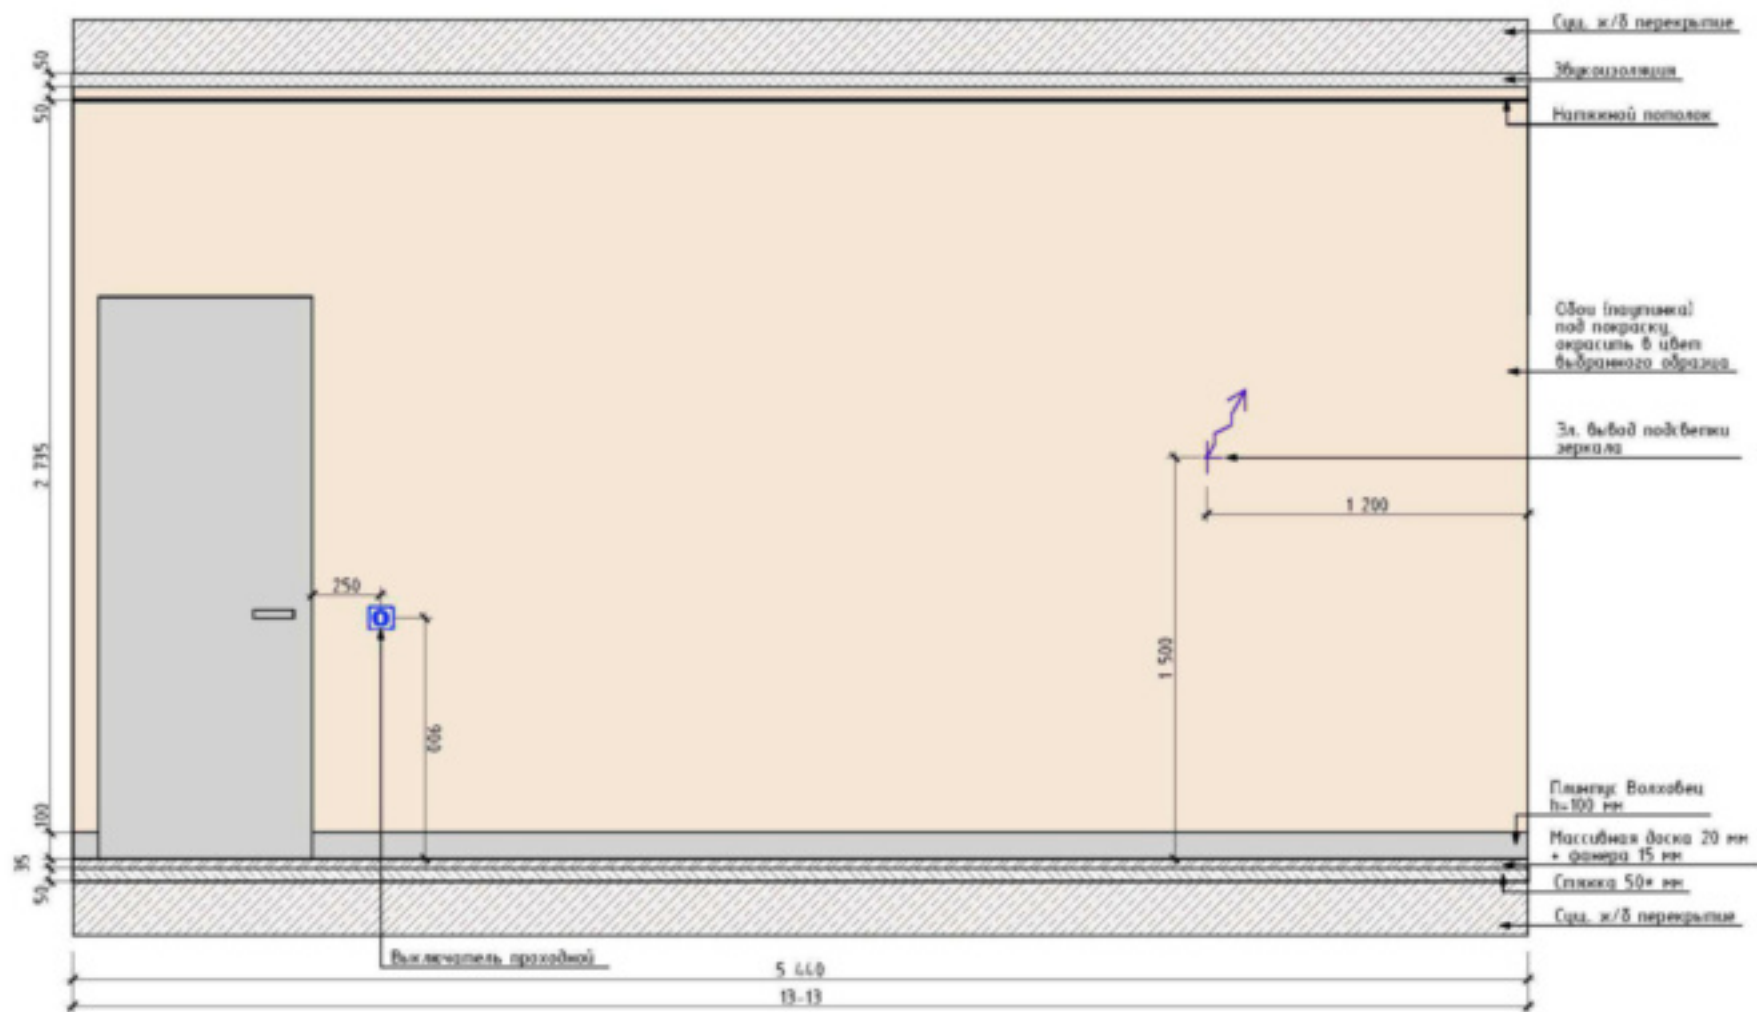 Сущ. ж/б перекрытие
50
Звукоизоляция
50
Натяжной потолок
Обои (паутинка)
под покраску,
окрасить в цвет
выбранного образца
Эл. вывод подсветки
зеркала
2 735
1 200
250
1 500
900
100
Плинтус Волховец
h=100 мм
Массивная доска 20 мм
+ фанера 15 мм
35
Стяжка 50* мм
50
Сущ. ж/б перекрытие
Выключатель проходной
5 440
13-13